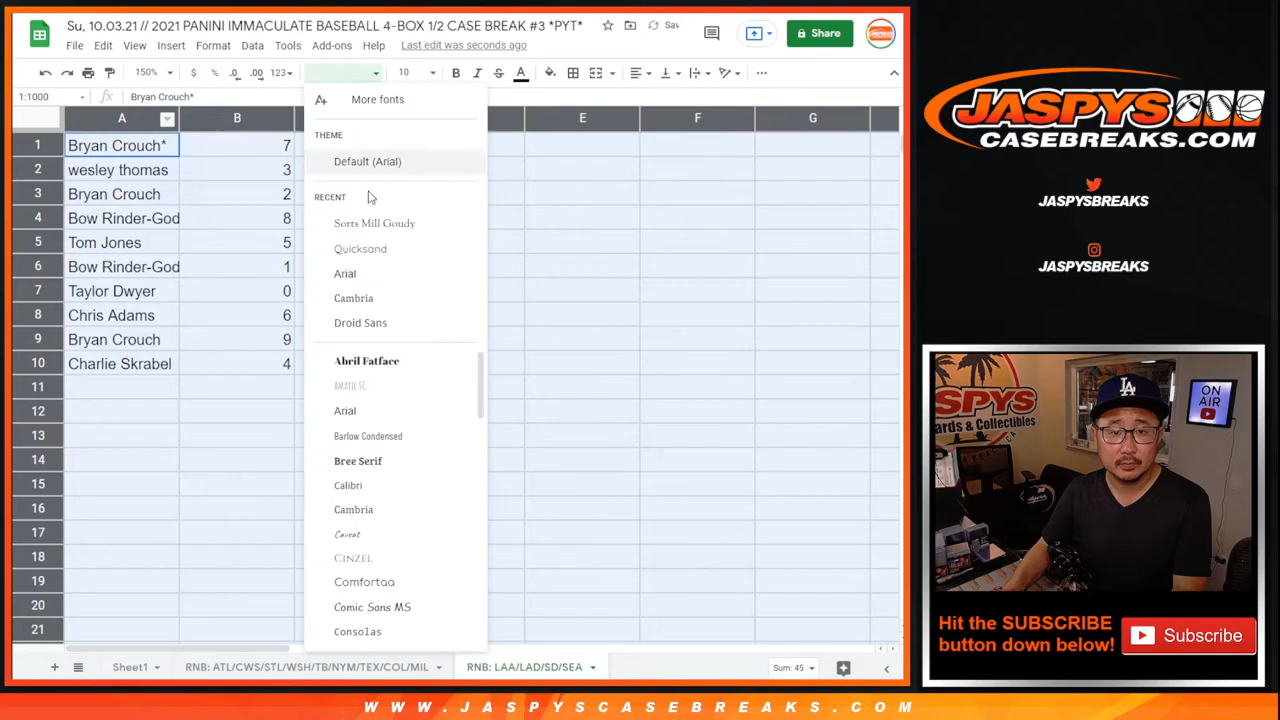 Su, 10.03.21 // 2021 PANINI IMMACULATE BASEBALL 4-BOX 1/2 CASE BREAK #3 *PYT*
File Edit View Insert Format Data Tools Add-ons Help Last edit was seconds ago
Share
150% $ % .0 .00 123 10 B I S A
1:1000 fx Bryan Crouch*
A B E F G
1 Bryan Crouch* 7
2 wesley thomas 3
3 Bryan Crouch 2
4 Bow Rinder-God 8
5 Tom Jones 5
6 Bow Rinder-God 1
7 Taylor Dwyer 0
8 Chris Adams 6
9 Bryan Crouch 9
10 Charlie Skrabel 4
11
12
13
14
15
16
17
18
19
20
21
More fonts
THEME
Default (Arial)
RECENT
Sorts Mill Goudy
Quicksand
Arial
Cambria
Droid Sans
Abril Fatface
AMATIC SC
Arial
Barlow Condensed
Bree Serif
Calibri
Cambria
Caveat
CINZEL
Comfortaa
Comic Sans MS
Consolas
Sheet1 RNB: ATL/CWS/STL/WSH/TB/NYM/TEX/COL/MIL RNB: LAA/LAD/SD/SEA Sum: 45
JASPYS
CASEBREAKS.COM
JASPYSBREAKS
JASPYSBREAKS
JASPYS
Cards & Collectibles
LA
ON
AIR
Hit the SUBSCRIBE
button down below!
Subscribe
WWW.JASPYSCASEBREAKS.COM